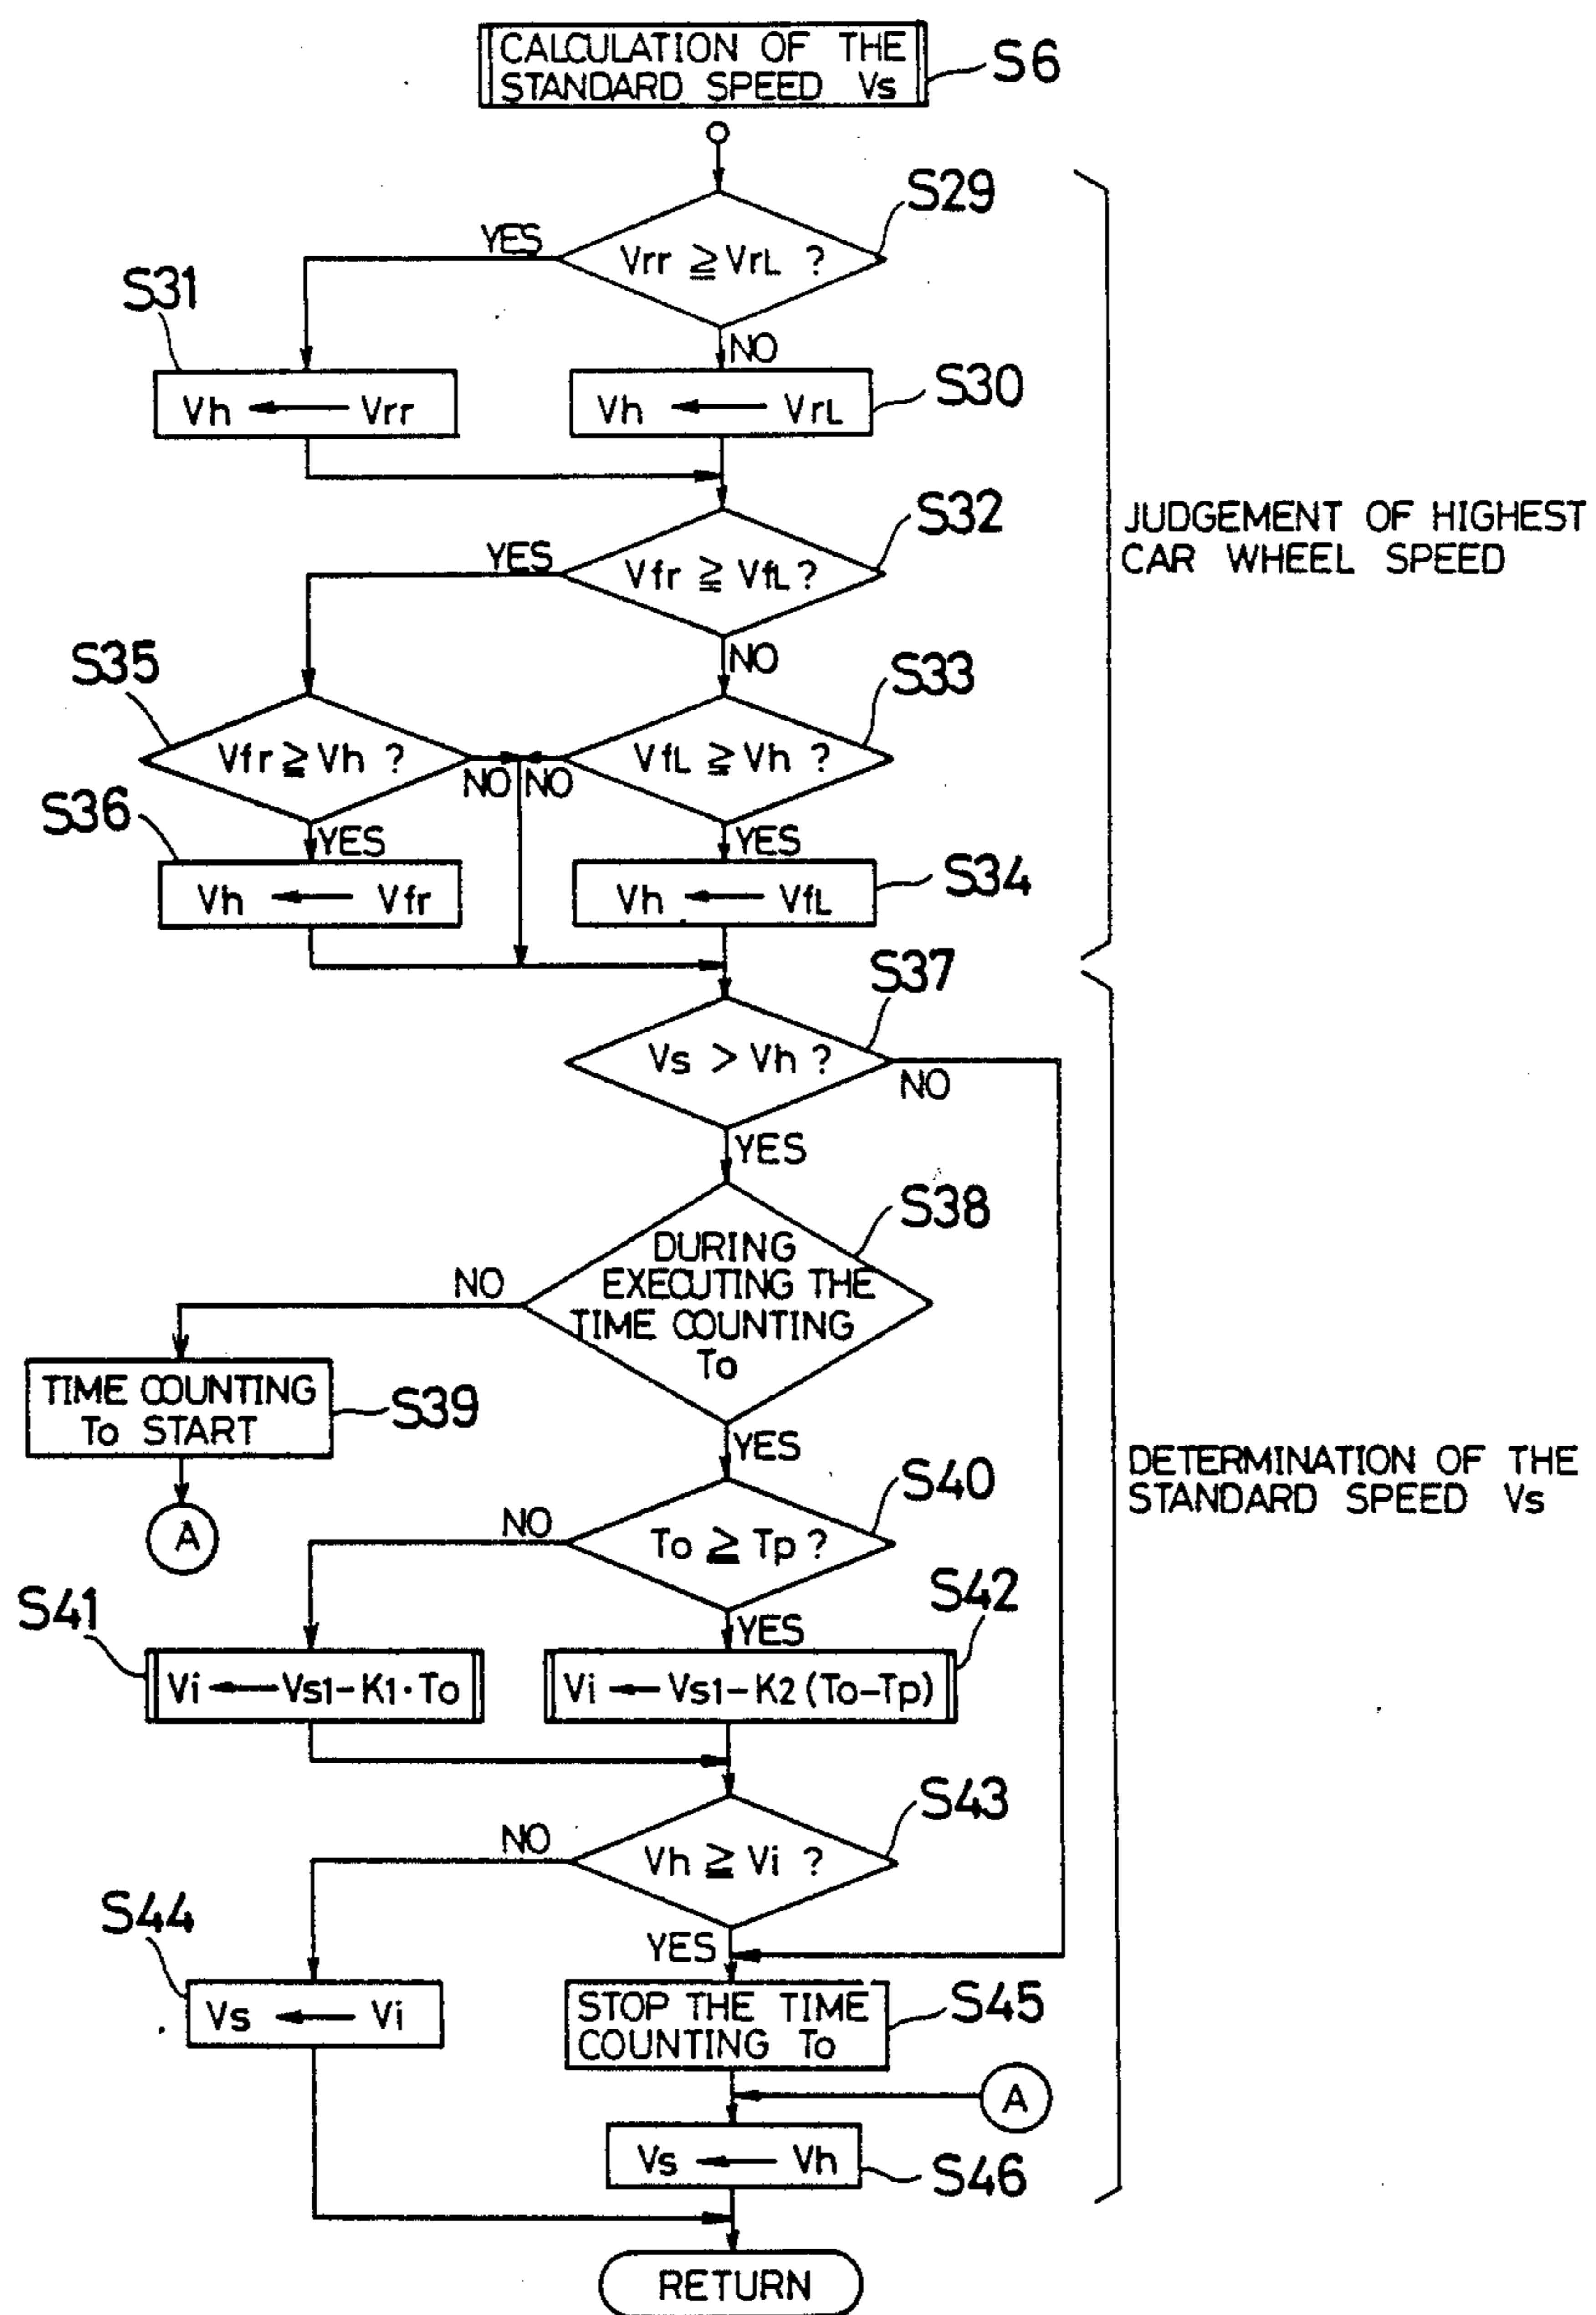 CALCULATION OF THE
STANDARD SPEED Vs
S6
S29
YES
Vrr ≧ VrL ?
S31
NO
S30
Vh ← Vrr
Vh ← VrL
S32
YES
Vfr ≧ VfL?
JUDGEMENT OF HIGHEST
CAR WHEEL SPEED
NO
S35
S33
Vfr ≧ Vh ?
VfL ≧ Vh ?
NO
NO
S36
YES
YES
Vh ← Vfr
Vh ← VfL
S34
S37
Vs > Vh ?
NO
YES
S38
DURING
EXECUTING THE
TIME COUNTING
To
NO
TIME COUNTING
To START
S39
YES
DETERMINATION OF THE
STANDARD SPEED Vs
S40
A
NO
To ≧ Tp ?
S41
S42
YES
Vi ← Vs1-K1·To
Vi ← Vs1-K2 (To-Tp)
S43
NO
Vh ≧ Vi ?
S44
YES
Vs ← Vi
STOP THE TIME
COUNTING To
S45
A
Vs ← Vh
S46
RETURN